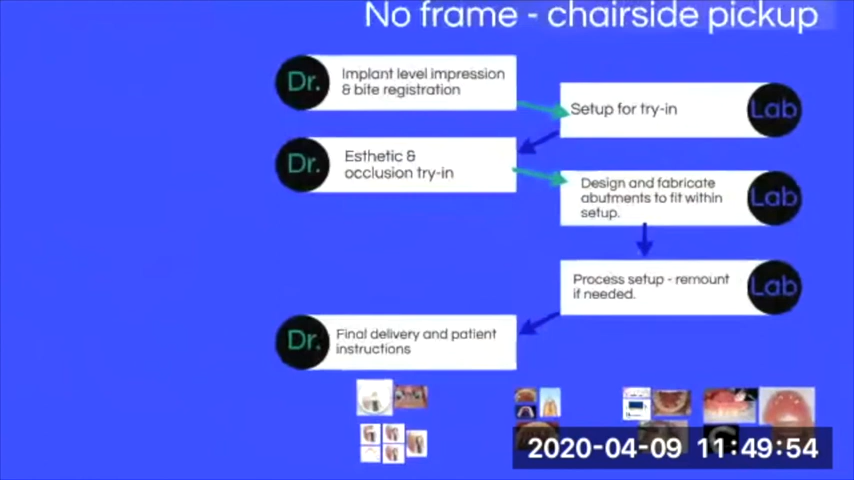 No frame - chairside pickup
Dr.
Implant level impression
& bite registration
Setup for try-in
Lab
Dr.
Esthetic &
occlusion try-in
Design and fabricate
abutments to fit within
setup.
Lab
Process setup - remount
if needed.
Lab
Dr.
Final delivery and patient
instructions
2020-04-09 11:49:54